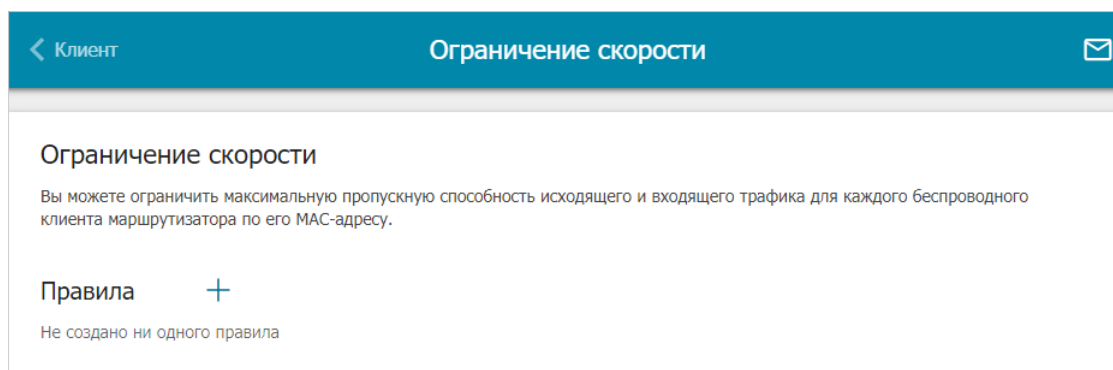 Клиент
Ограничение скорости
Ограничение скорости
Вы можете ограничить максимальную пропускную способность исходящего и входящего трафика для каждого беспроводного
клиента маршрутизатора по его MAC-адресу.
Правила
Не создано ни одного правила